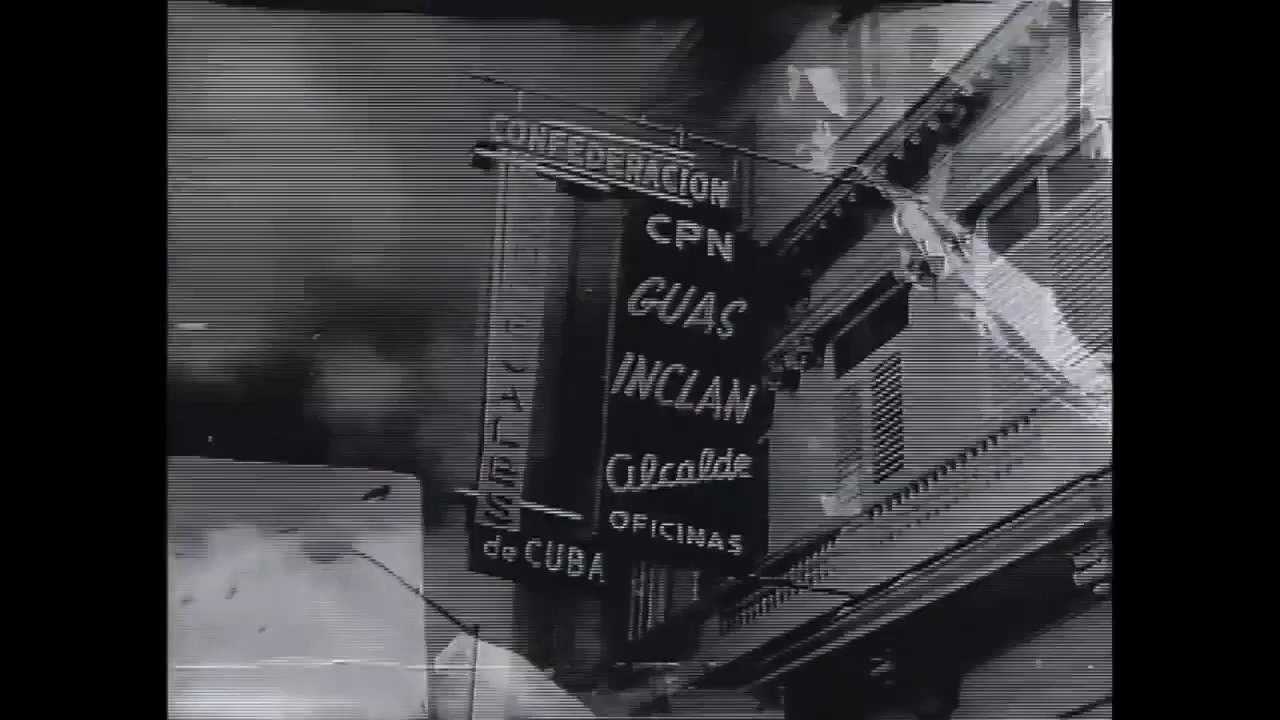 CONFEDERACION
de CUBA
CPN
GUAS
INCLAN
Alcalde
OFICINAS